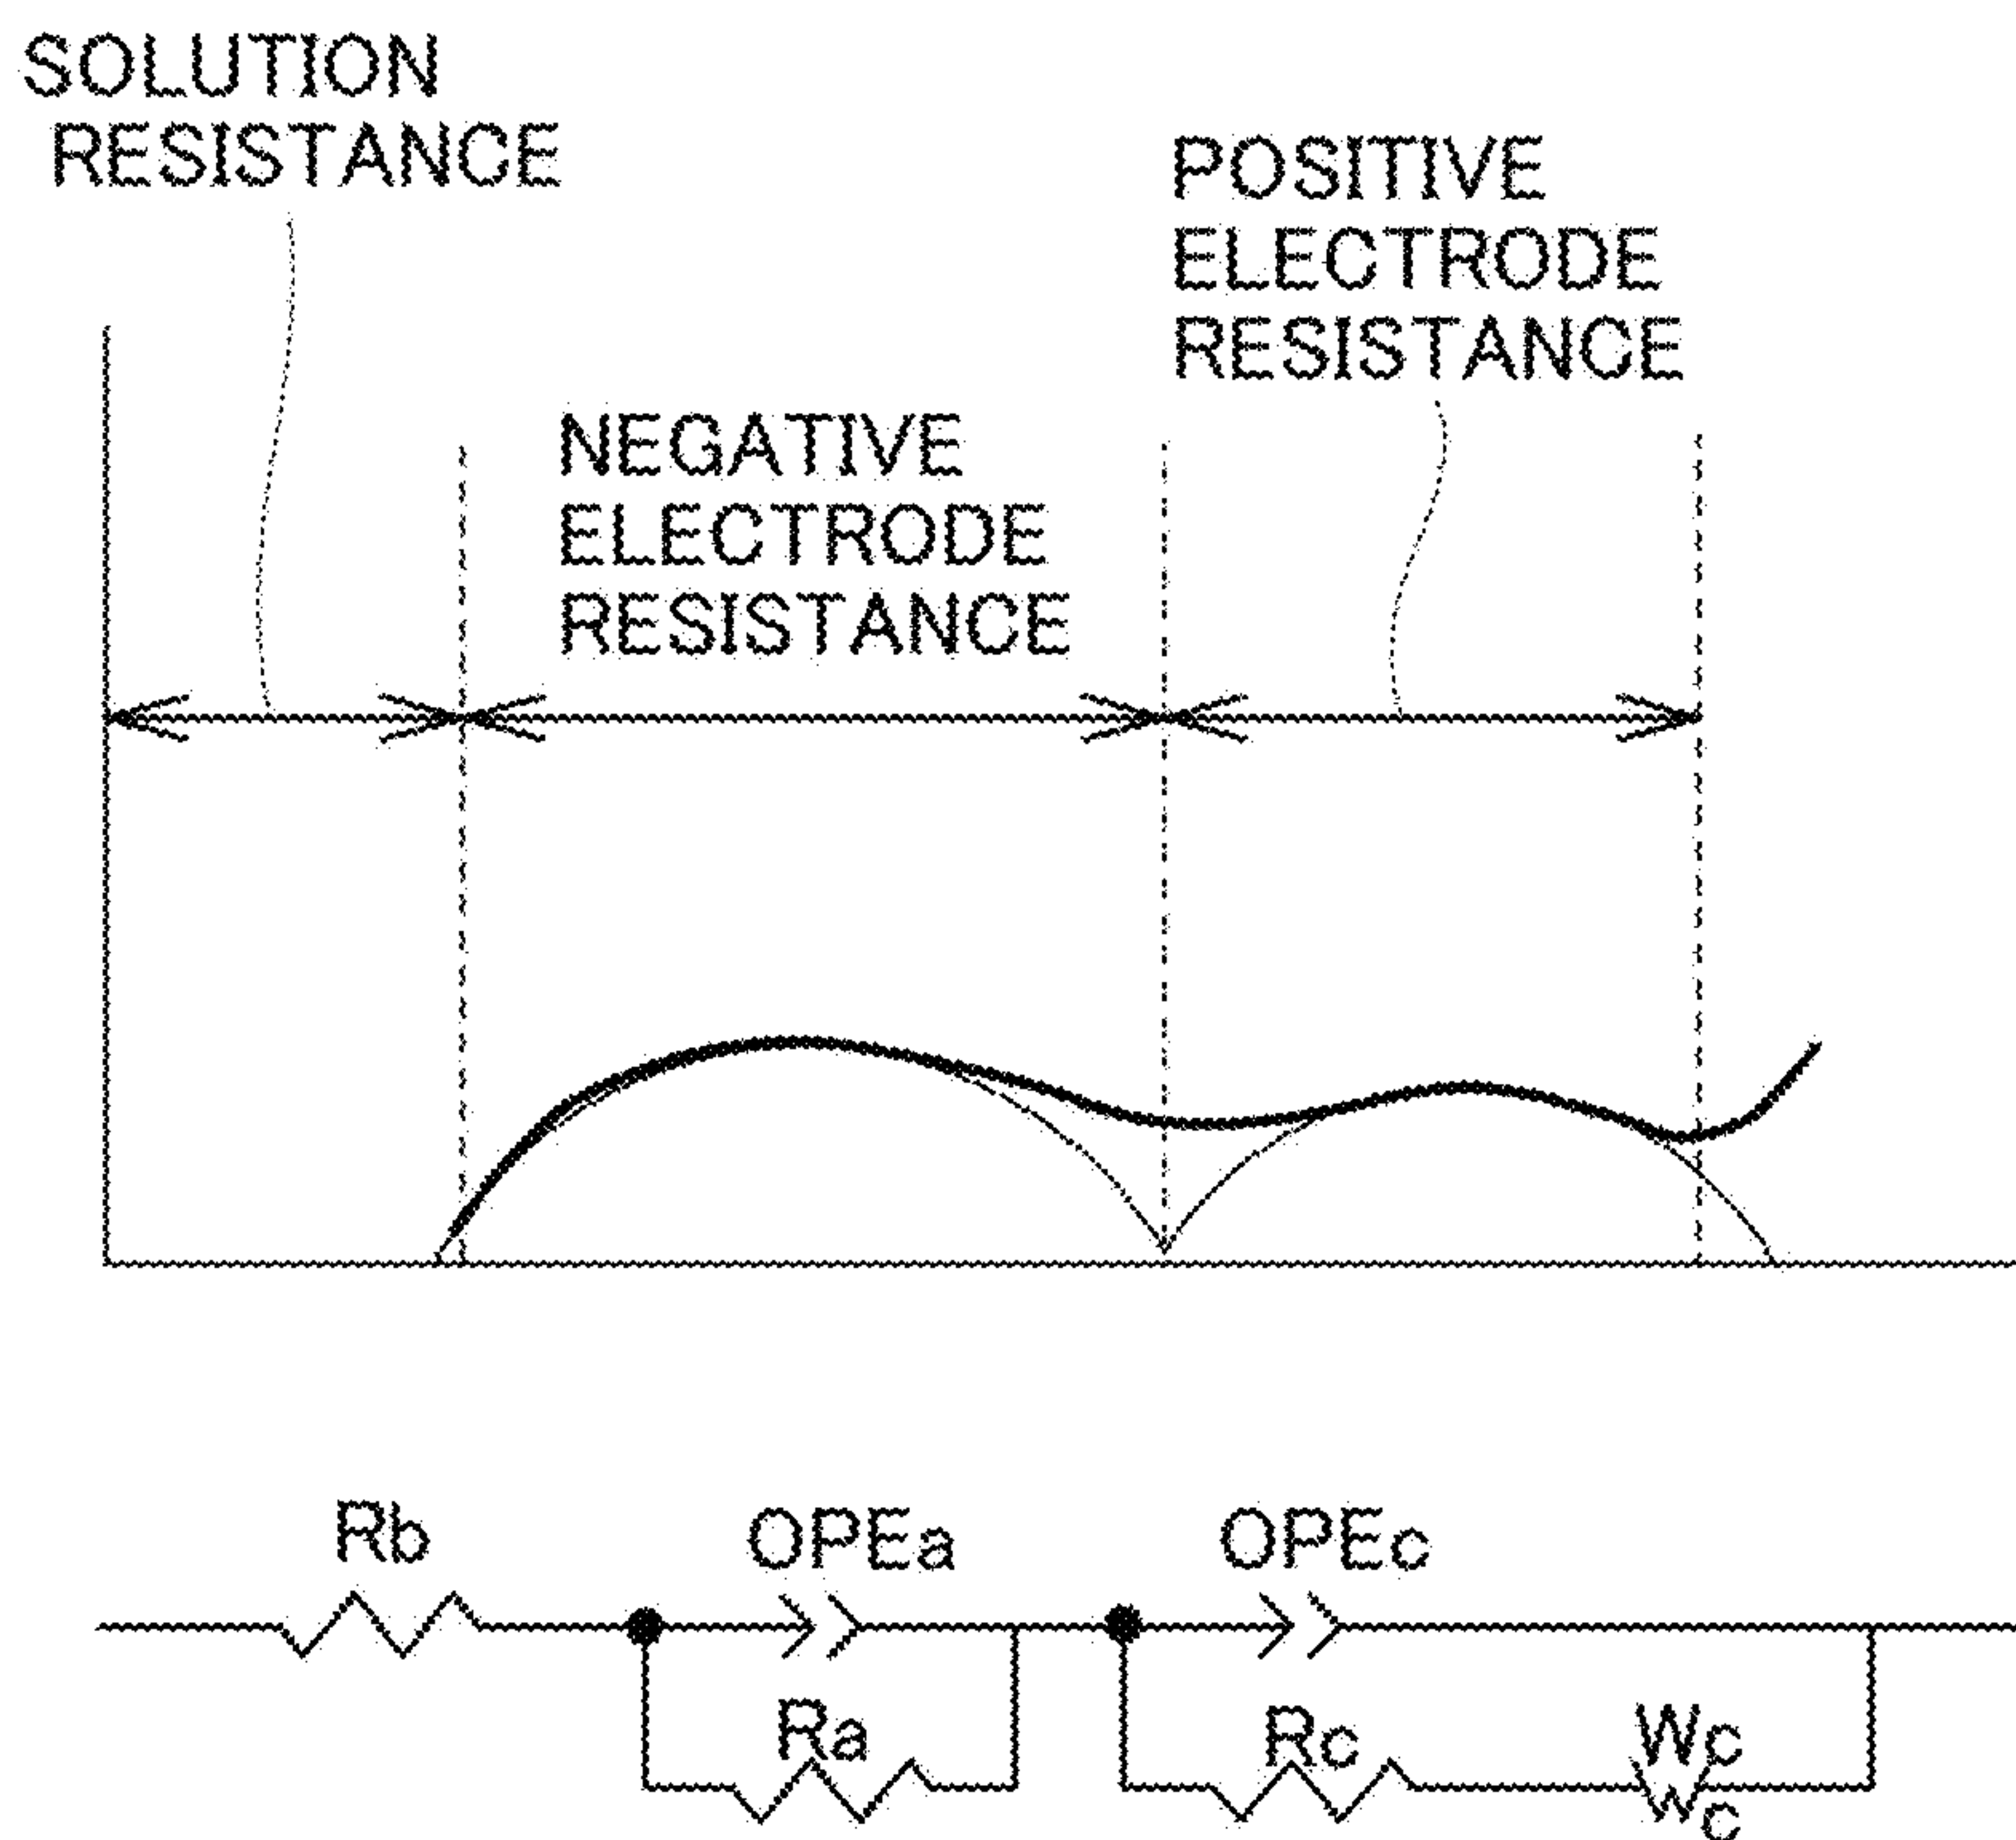 SOLUTION
RESISTANCE
POSITIVE
ELECTRODE
RESISTANCE
NEGATIVE
ELECTRODE
RESISTANCE
Rb
OPEa
OPEc
Ra
Rc
Wc
Wc